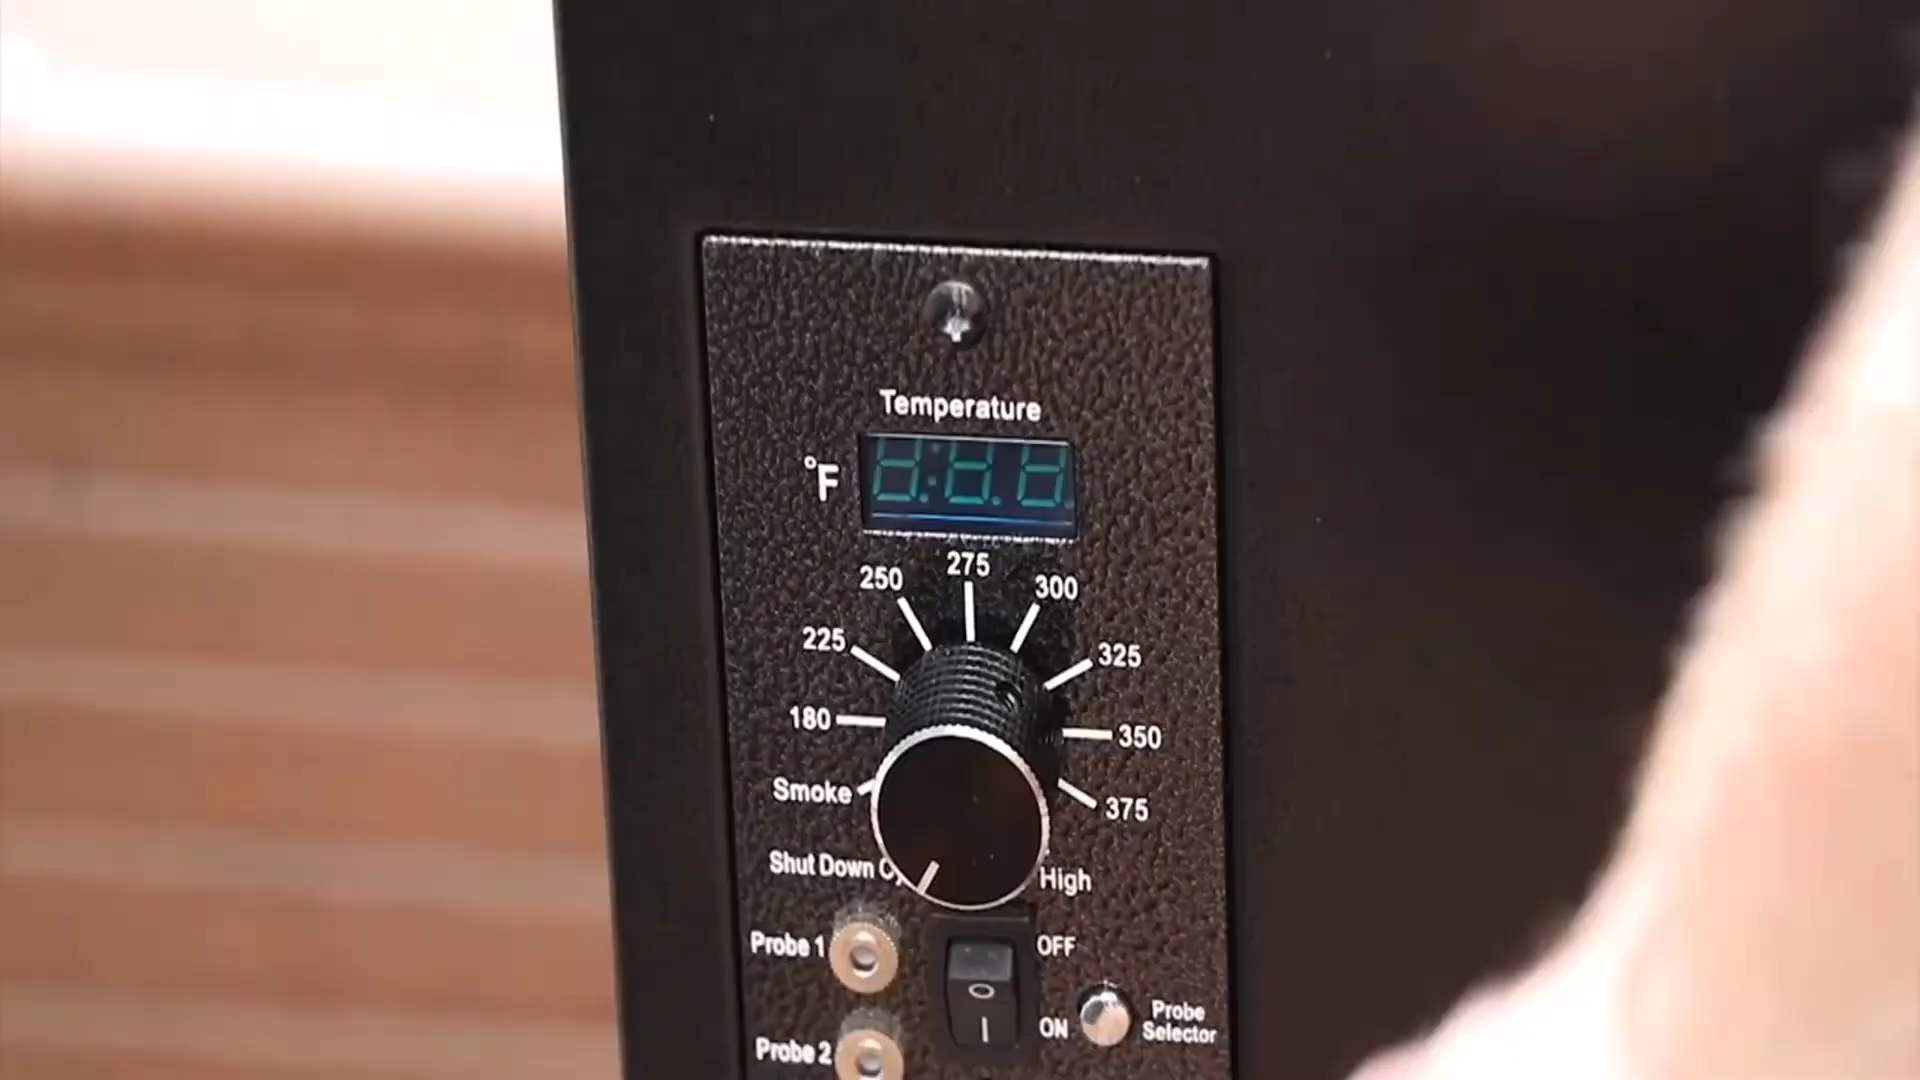 Temperature
°F
275
250
300
225
325
180
350
Smoke
375
Shut Down
High
Probe 1
OFF
ON
Probe
Selector
Probe 2